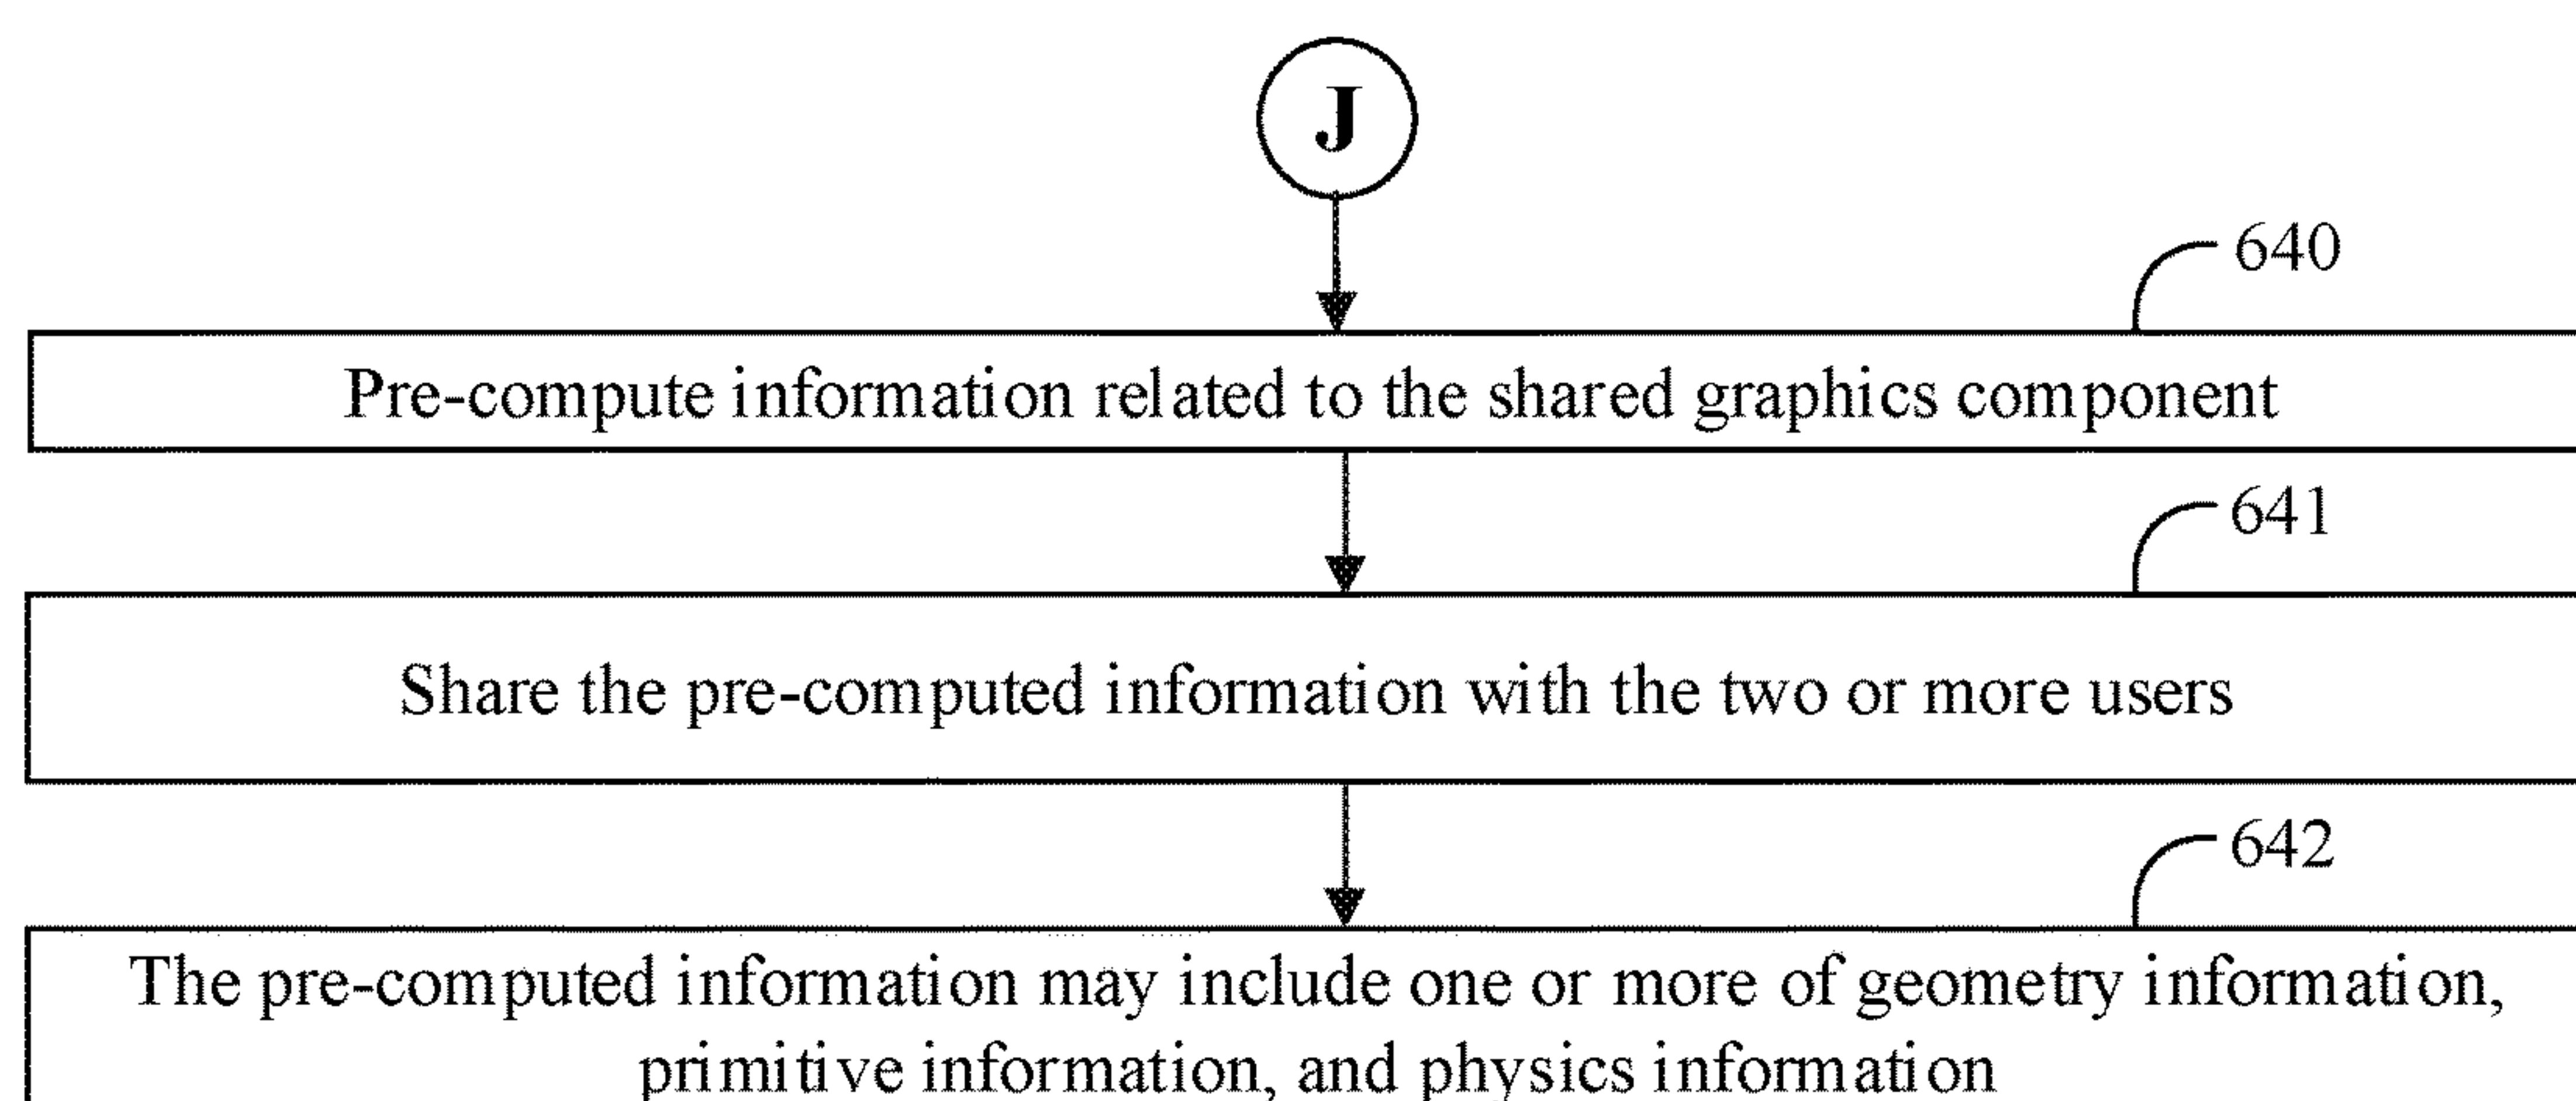 J
640
Pre-compute information related to the shared graphics component
641
Share the pre-computed information with the two or more users
642
The pre-computed information may include one or more of geometry information,
primitive information, and physics information